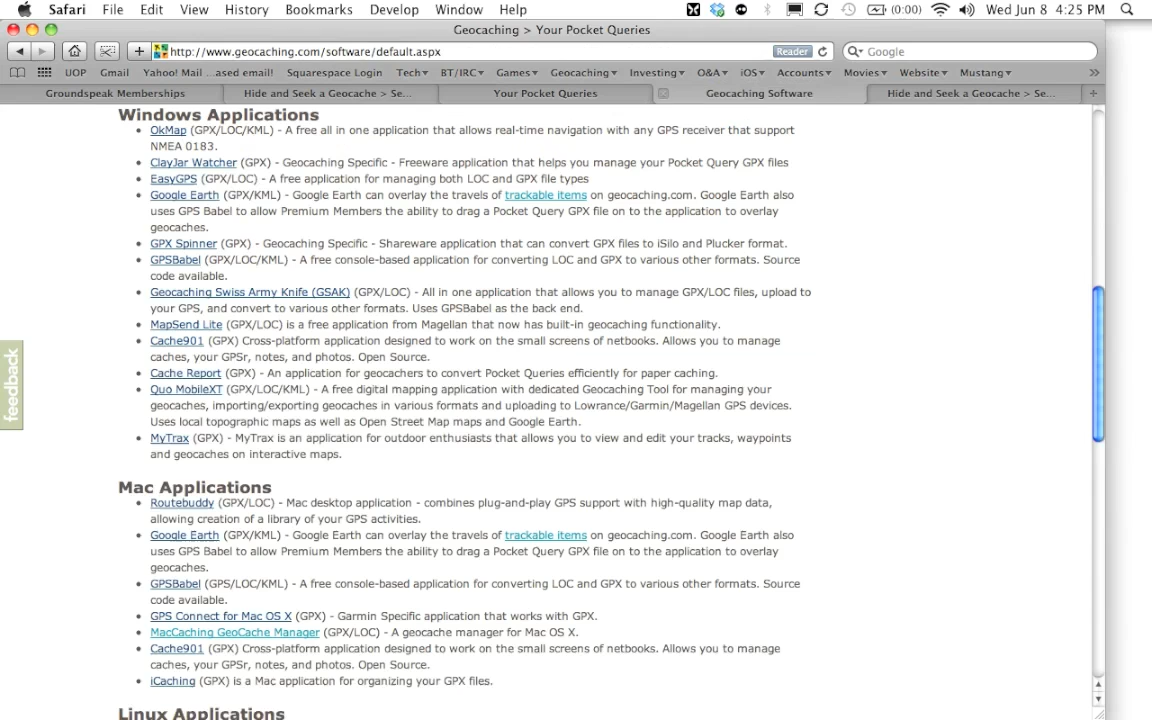 Safari File Edit View History Bookmarks Develop Window Help (0:00) Wed Jun 8 4:25 PM
Geocaching > Your Pocket Queries
http://www.geocaching.com/software/default.aspx Reader Google
UOP Gmail Yahoo! Mail ...ased email! Squarespace Login Tech▾ BT/IRC▾ Games▾ Geocaching▾ Investing▾ O&A▾ iOS▾ Accounts▾ Movies▾ Website▾ Mustang▾
Groundspeak Memberships Hide and Seek a Geocache > Se... Your Pocket Queries Geocaching Software Hide and Seek a Geocache > Se...
Windows Applications
• OkMap (GPX/LOC/KML) - A free all in one application that allows real-time navigation with any GPS receiver that support
NMEA 0183.
• ClayJar Watcher (GPX) - Geocaching Specific - Freeware application that helps you manage your Pocket Query GPX files
• EasyGPS (GPX/LOC) - A free application for managing both LOC and GPX file types
• Google Earth (GPX/KML) - Google Earth can overlay the travels of trackable items on geocaching.com. Google Earth also
uses GPS Babel to allow Premium Members the ability to drag a Pocket Query GPX file on to the application to overlay
geocaches.
• GPX Spinner (GPX) - Geocaching Specific - Shareware application that can convert GPX files to iSilo and Plucker format.
• GPSBabel (GPX/LOC/KML) - A free console-based application for converting LOC and GPX to various other formats. Source
code available.
• Geocaching Swiss Army Knife (GSAK) (GPX/LOC) - All in one application that allows you to manage GPX/LOC files, upload to
your GPS, and convert to various other formats. Uses GPSBabel as the back end.
• MapSend Lite (GPX/LOC) is a free application from Magellan that now has built-in geocaching functionality.
• Cache901 (GPX) Cross-platform application designed to work on the small screens of netbooks. Allows you to manage
caches, your GPSr, notes, and photos. Open Source.
feedback
• Cache Report (GPX) - An application for geocachers to convert Pocket Queries efficiently for paper caching.
• Quo MobileXT (GPX/LOC/KML) - A free digital mapping application with dedicated Geocaching Tool for managing your
geocaches, importing/exporting geocaches in various formats and uploading to Lowrance/Garmin/Magellan GPS devices.
Uses local topographic maps as well as Open Street Map maps and Google Earth.
• MyTrax (GPX) - MyTrax is an application for outdoor enthusiasts that allows you to view and edit your tracks, waypoints
and geocaches on interactive maps.
Mac Applications
• Routebuddy (GPX/LOC) - Mac desktop application - combines plug-and-play GPS support with high-quality map data,
allowing creation of a library of your GPS activities.
• Google Earth (GPX/KML) - Google Earth can overlay the travels of trackable items on geocaching.com. Google Earth also
uses GPS Babel to allow Premium Members the ability to drag a Pocket Query GPX file on to the application to overlay
geocaches.
• GPSBabel (GPS/LOC/KML) - A free console-based application for converting LOC and GPX to various other formats. Source
code available.
• GPS Connect for Mac OS X (GPX) - Garmin Specific application that works with GPX.
• MacCaching GeoCache Manager (GPX/LOC) - A geocache manager for Mac OS X.
• Cache901 (GPX) Cross-platform application designed to work on the small screens of netbooks. Allows you to manage
caches, your GPSr, notes, and photos. Open Source.
• iCaching (GPX) is a Mac application for organizing your GPX files.
Linux Applications